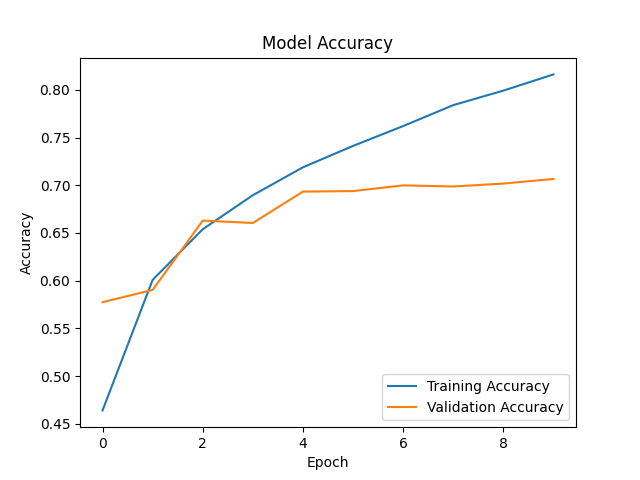 Model Accuracy
0.80
0.75
0.70
0.65
0.60
0.55
0.50
0.45
Accuracy
0 2 4 6 8
Epoch
Training Accuracy
Validation Accuracy